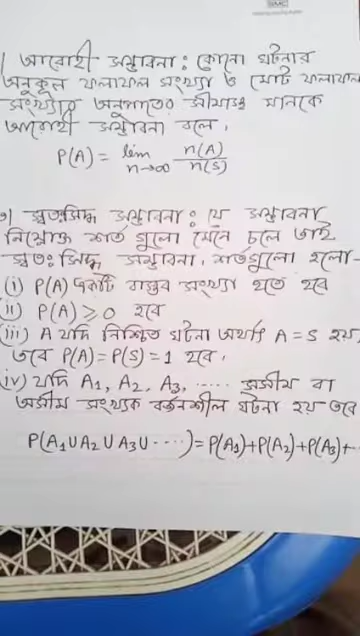 আরোহী সম্ভাবনা : কোনো ঘটনার
অনুকূল ফলাফল সংখ্যা ও মোট ফলাফল
সংখ্যার অনুপাতের সীমান্ত মানকে
আরোহী সম্ভাবনা বলে,
P(A) = lim n→∞ n(A)/n(S)
৩) স্বতঃসিদ্ধ সম্ভাবনা : যে সম্ভাবনা
নিম্নোক্ত শর্ত গুলো মেনে চলে তাই
স্বতঃসিদ্ধ সম্ভাবনা, শর্তগুলো হলো-
(i) P(A) একটি বাস্তব সংখ্যা হতে হবে
(ii) P(A) ≥ 0 হবে
(iii) A যদি নিশ্চিত ঘটনা অর্থাৎ A = S হয়,
তবে P(A) = P(S) = 1 হবে,
(iv) যদি A₁, A₂, A₃, ...... সসীম বা
অসীম সংখ্যক বর্জনশীল ঘটনা হয় তবে
P(A₁∪A₂∪A₃∪ ····) = P(A₁)+P(A₂)+P(A₃)+··